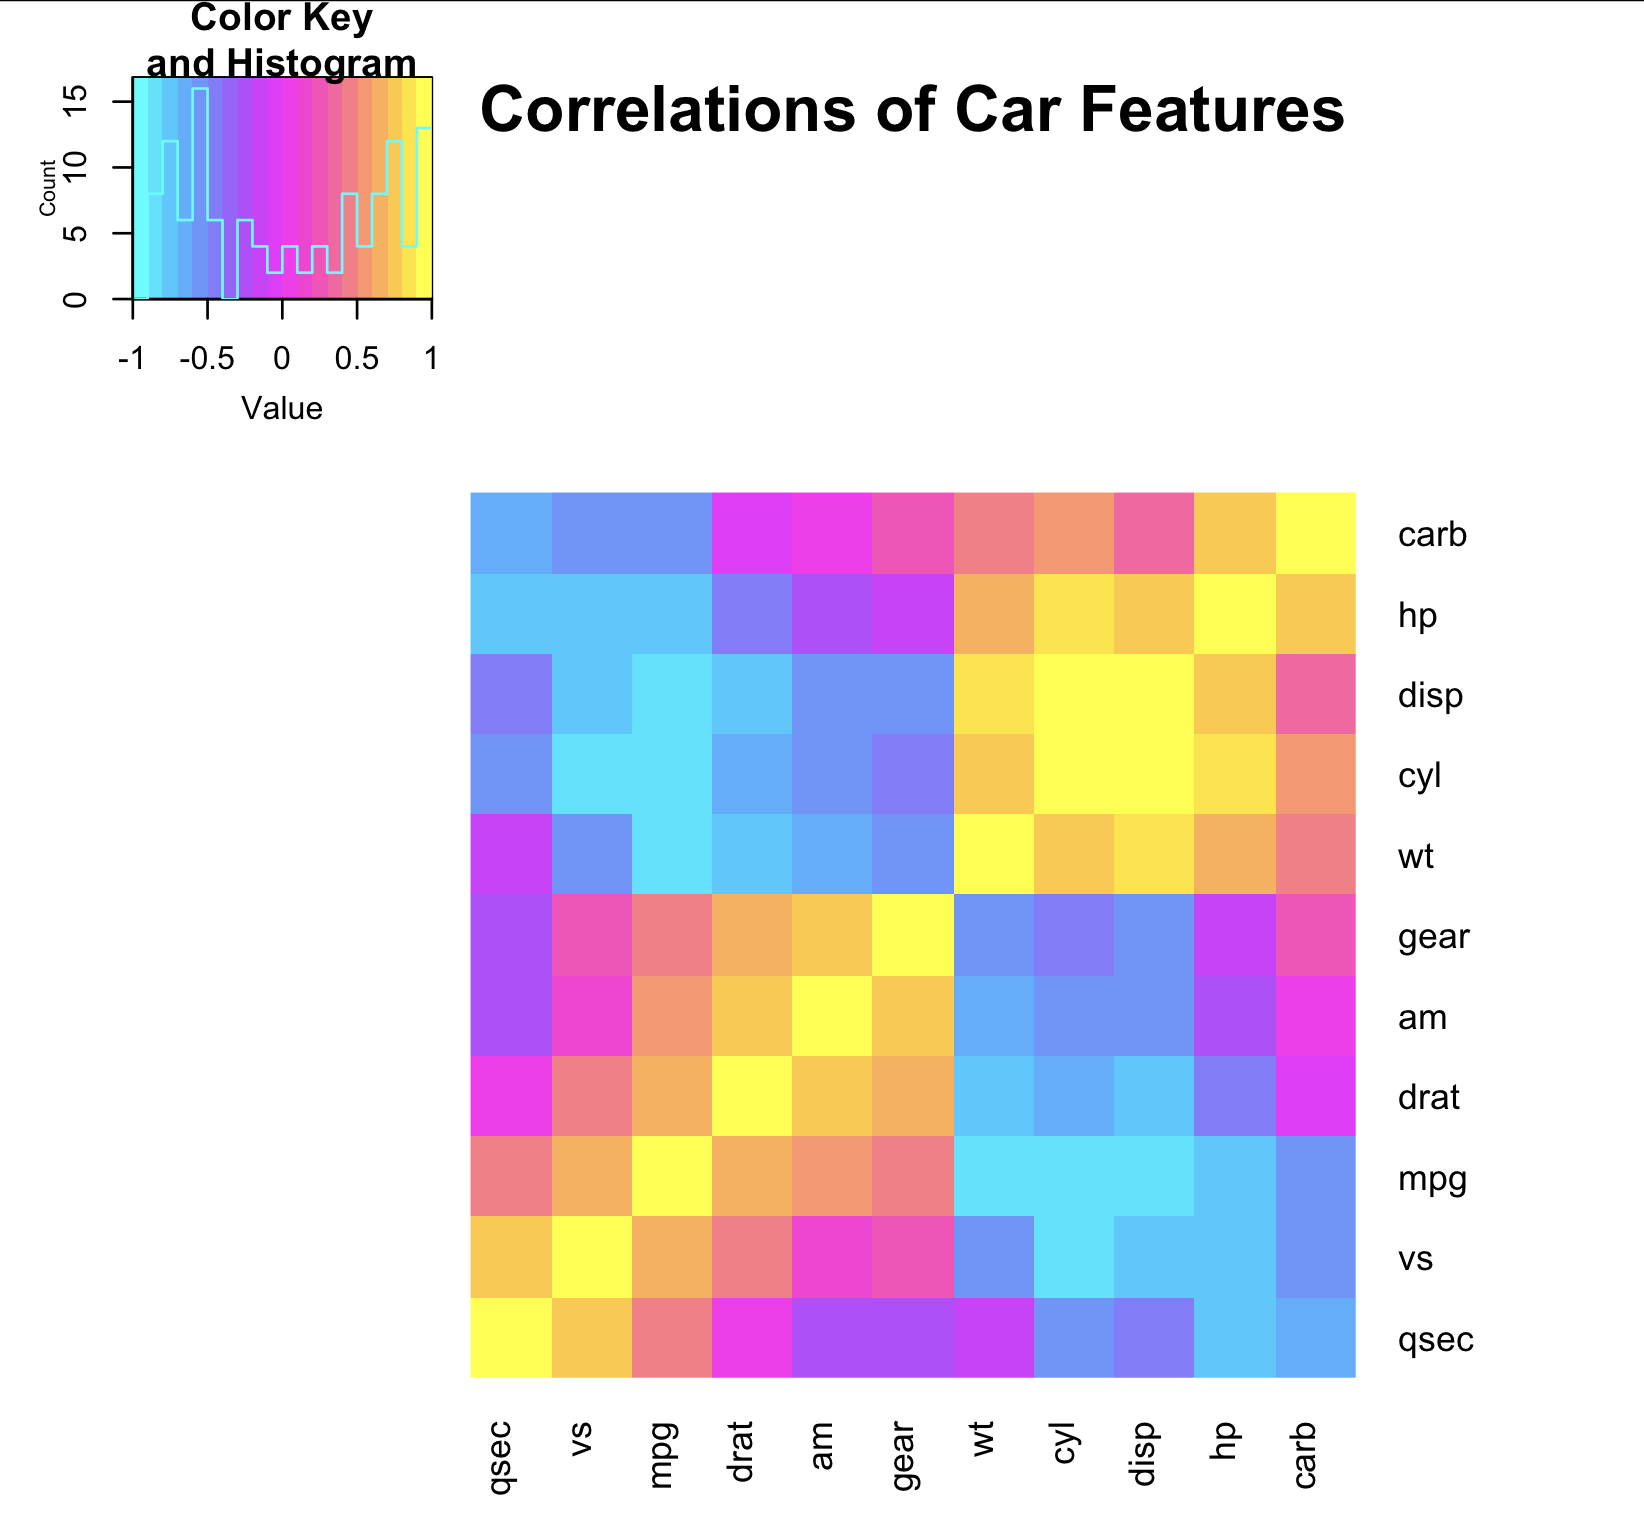 Color Key
and Histogram
Correlations of Car Features
Count
0
5
10
15
-1
-0.5
0
0.5
1
Value
carb
hp
disp
cyl
wt
gear
am
drat
mpg
vs
qsec
qsec
vs
mpg
drat
am
gear
wt
cyl
disp
hp
carb